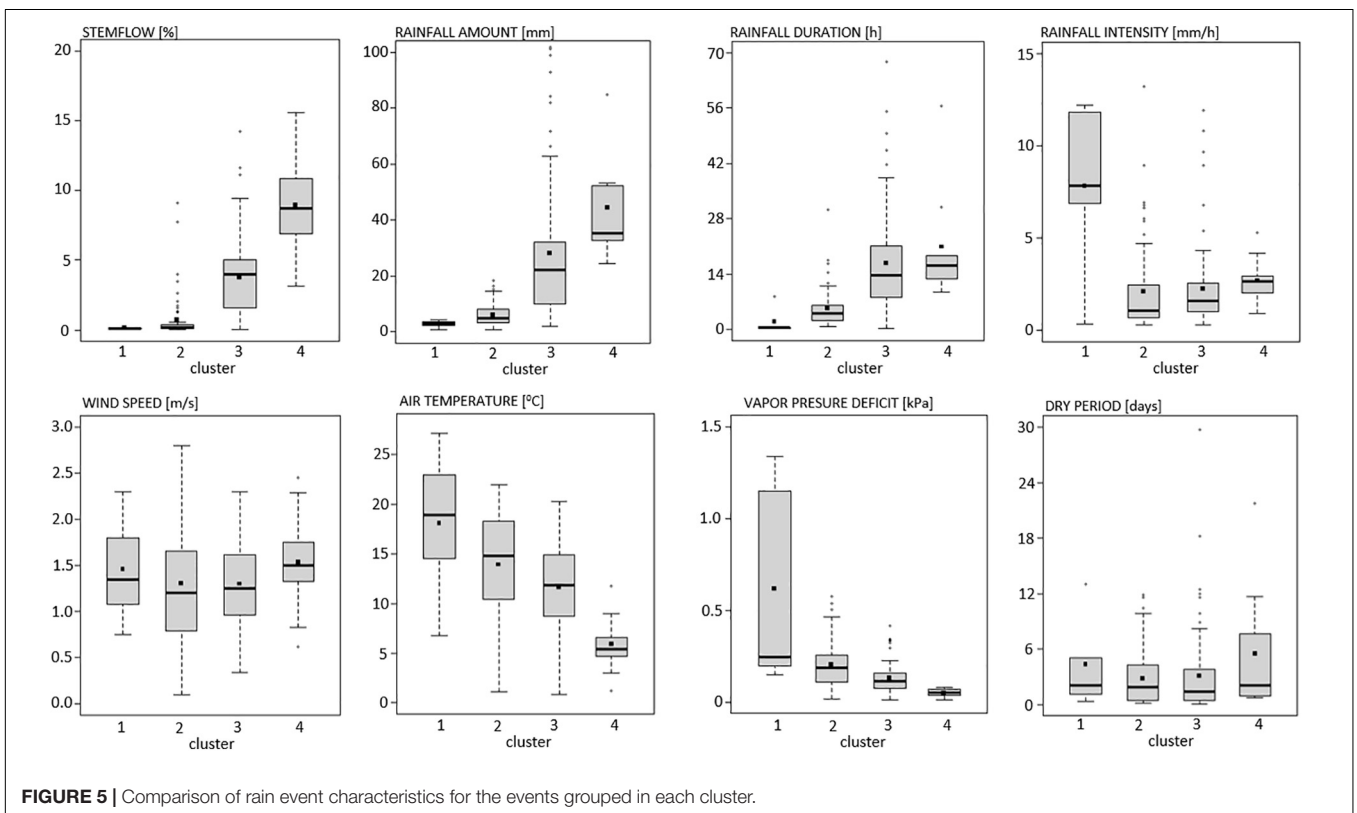 STEMFLOW [%]
20
15
10
5
0
1 2 3 4
cluster
RAINFALL AMOUNT [mm]
100
80
60
40
20
0
1 2 3 4
cluster
RAINFALL DURATION [h]
70
56
42
28
14
0
1 2 3 4
cluster
RAINFALL INTENSITY [mm/h]
15
10
5
0
1 2 3 4
cluster
WIND SPEED [m/s]
3.0
2.5
2.0
1.5
1.0
0.5
0.0
1 2 3 4
cluster
AIR TEMPERATURE [⁰C]
25
20
15
10
5
0
1 2 3 4
cluster
VAPOR PRESURE DEFICIT [kPa]
1.5
1.0
0.5
0
1 2 3 4
cluster
DRY PERIOD [days]
30
24
18
12
6
0
1 2 3 4
cluster
FIGURE 5 | Comparison of rain event characteristics for the events grouped in each cluster.